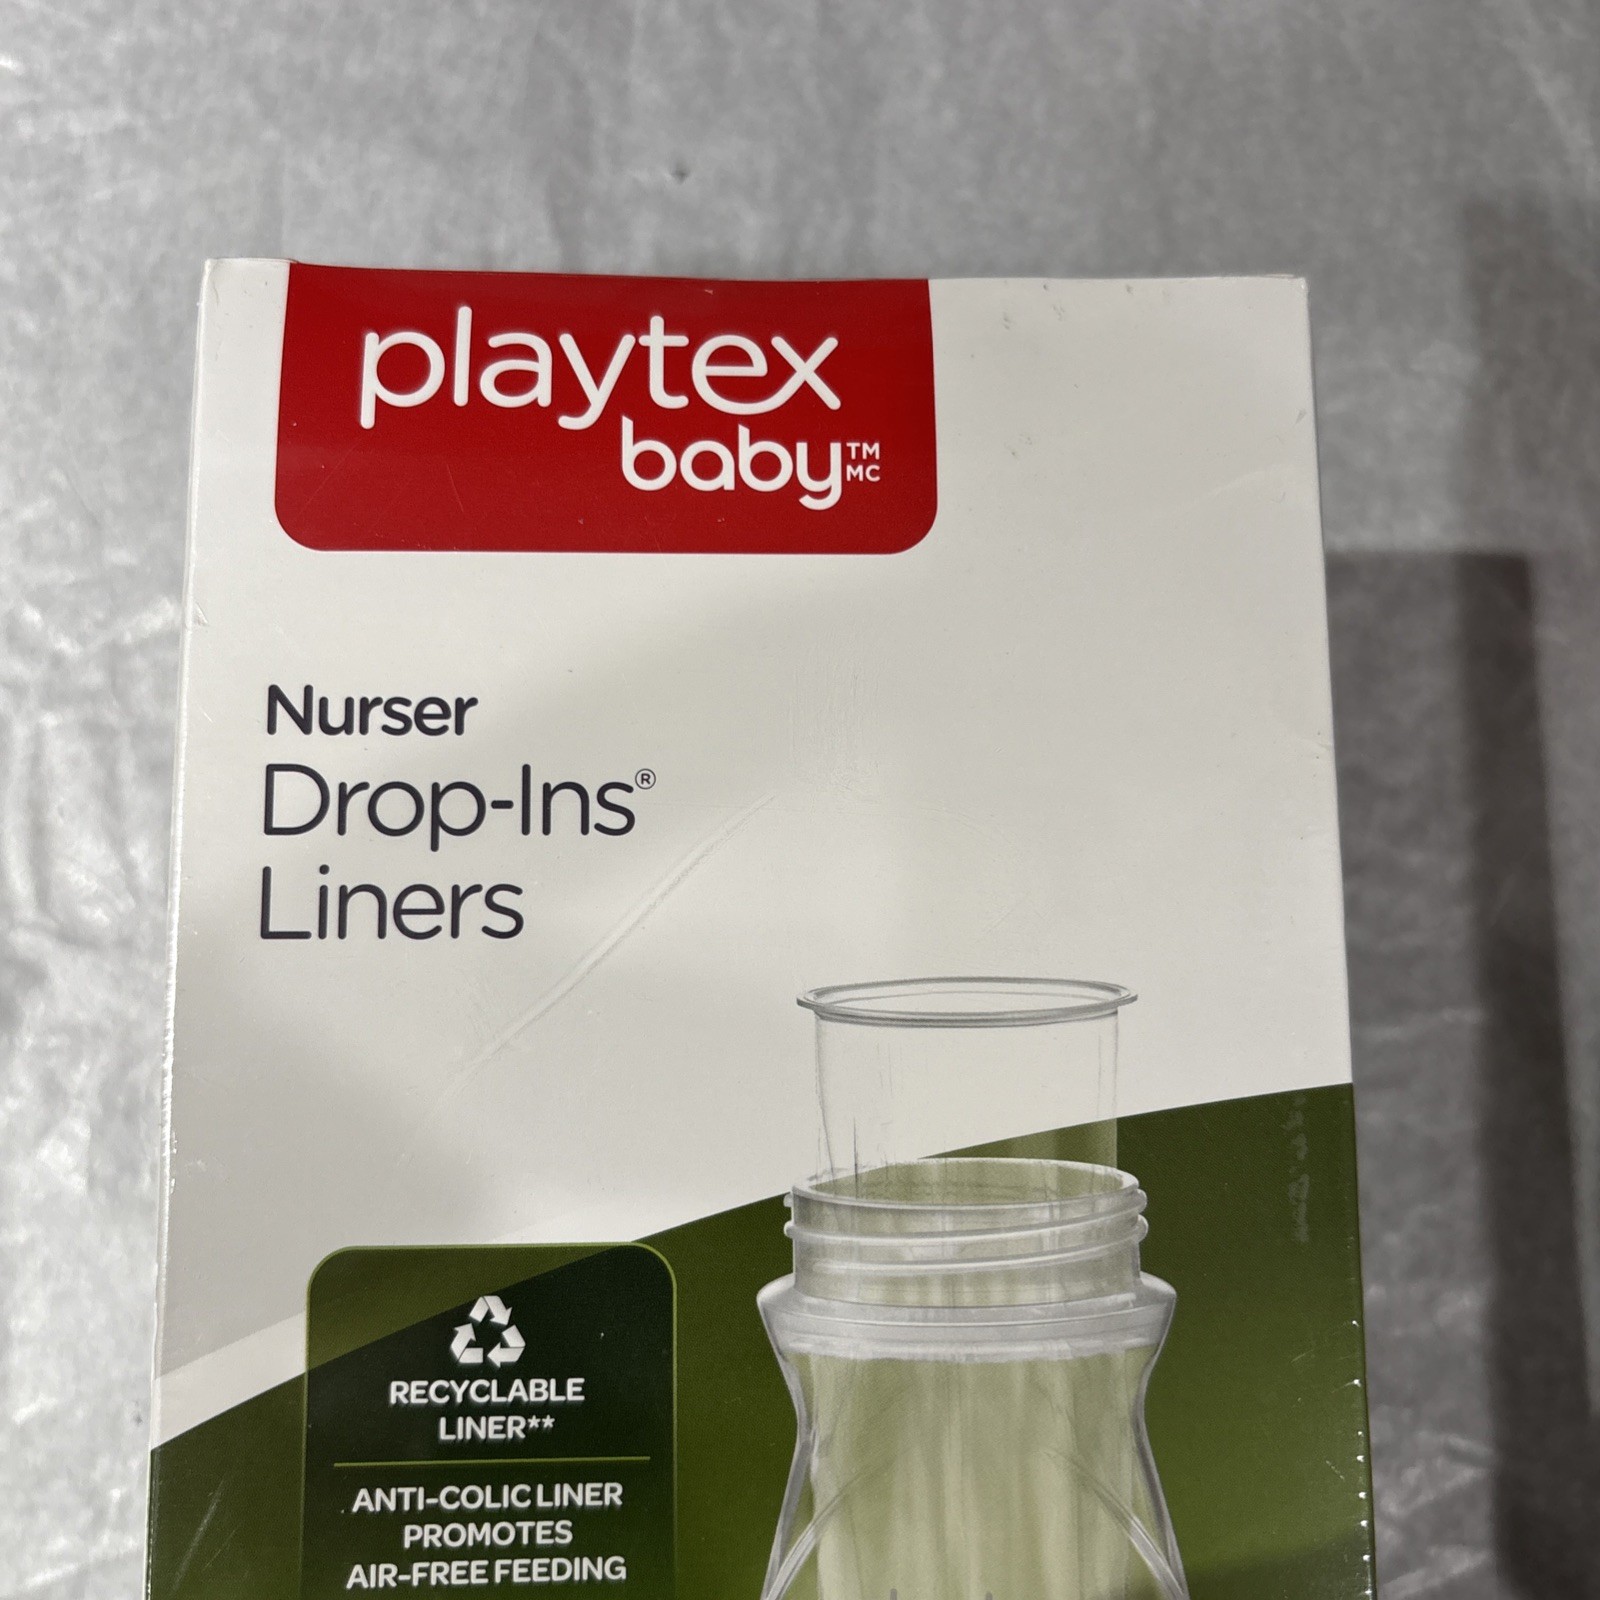 playtex
baby™
MC
Nurser
Drop-Ins®
Liners
RECYCLABLE
LINER**
ANTI-COLIC LINER
PROMOTES
AIR-FREE FEEDING